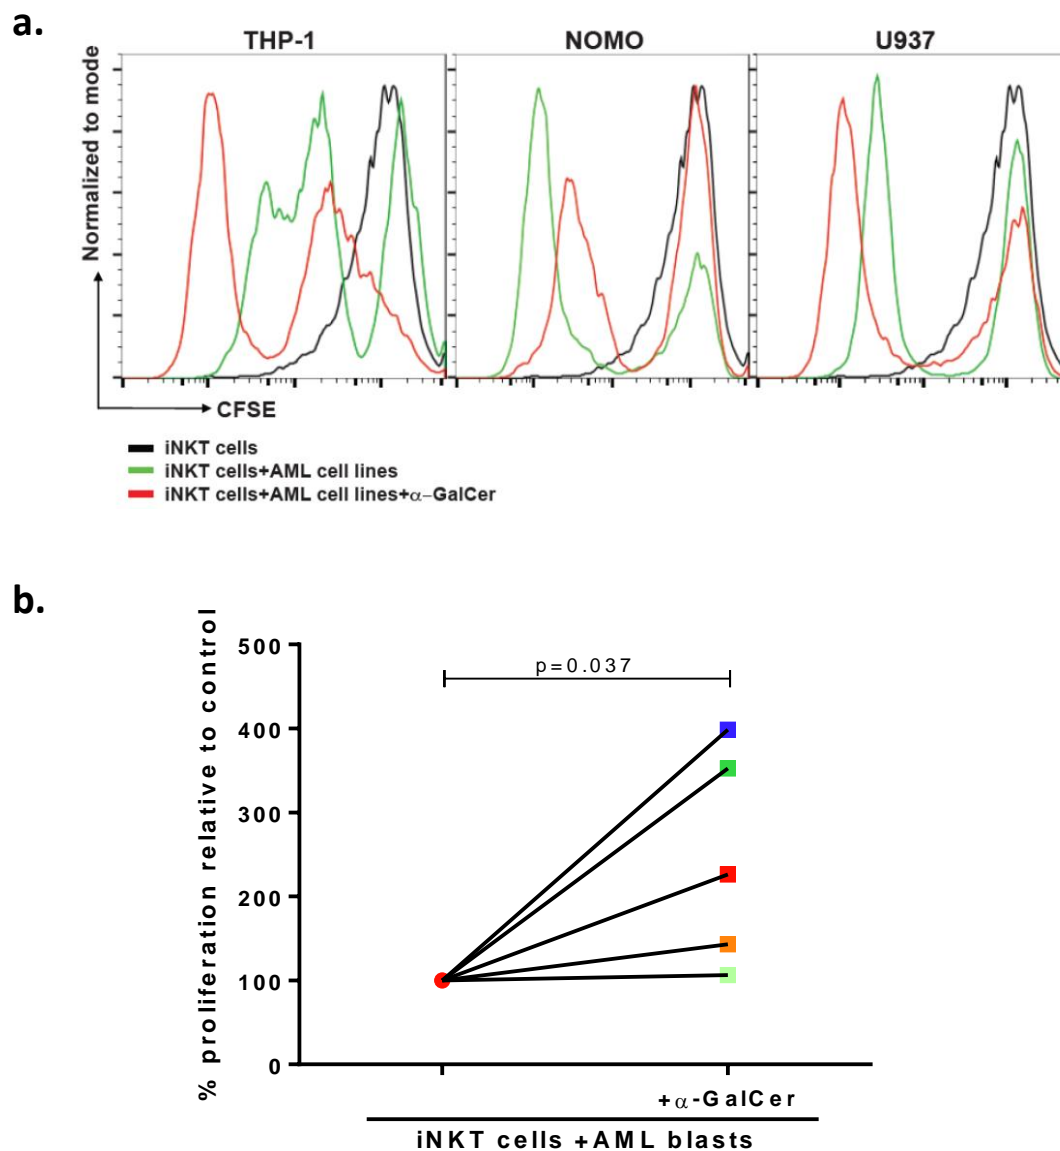 a.
THP-1
NOMO
U937
Normalized to mode
CFSE
iNKT cells
iNKT cells+AML cell lines
iNKT cells+AML cell lines+α−GalCer
b.
% proliferation relative to control
500
400
300
200
100
0
p=0.037
+α-GalCer
iNKT cells +AML blasts